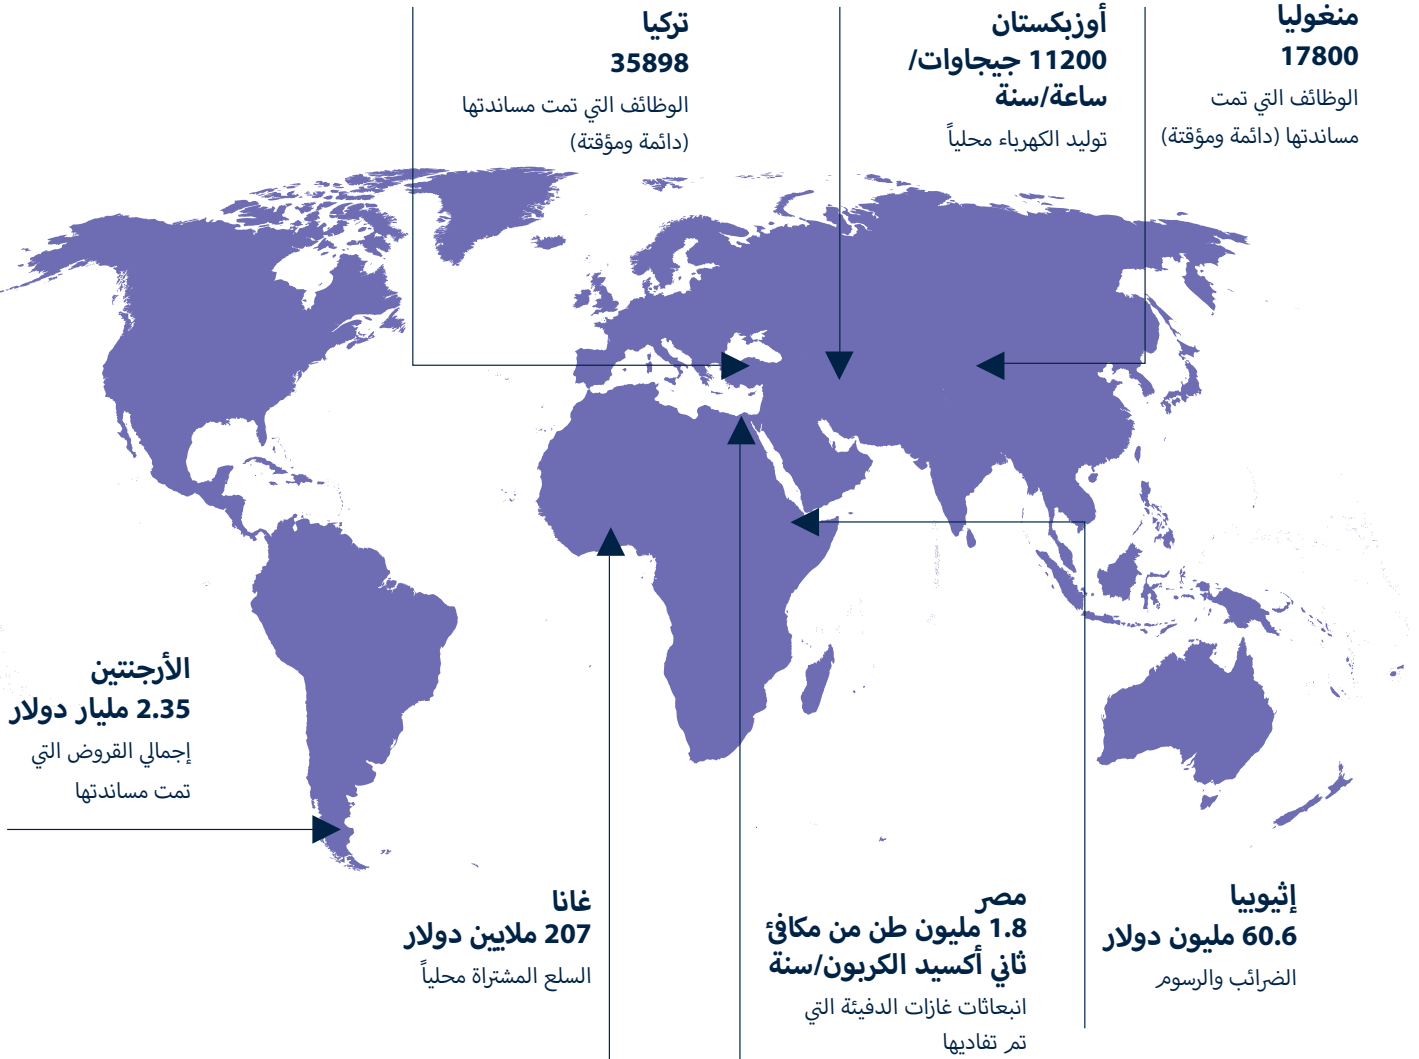 منغوليا
17800
الوظائف التي تمت
مساندتها (دائمة ومؤقتة)
أوزبكستان
11200 جيجاوات/
ساعة/سنة
توليد الكهرباء محلياً
تركيا
35898
الوظائف التي تمت مساندتها
(دائمة ومؤقتة)
الأرجنتين
2.35 مليار دولار
إجمالي القروض التي
تمت مساندتها
إثيوبيا
60.6 مليون دولار
الضرائب والرسوم
مصر
1.8 مليون طن من مكافئ
ثاني أكسيد الكربون/سنة
انبعاثات غازات الدفيئة التي
تم تفاديها
غانا
207 ملايين دولار
السلع المشتراة محلياً